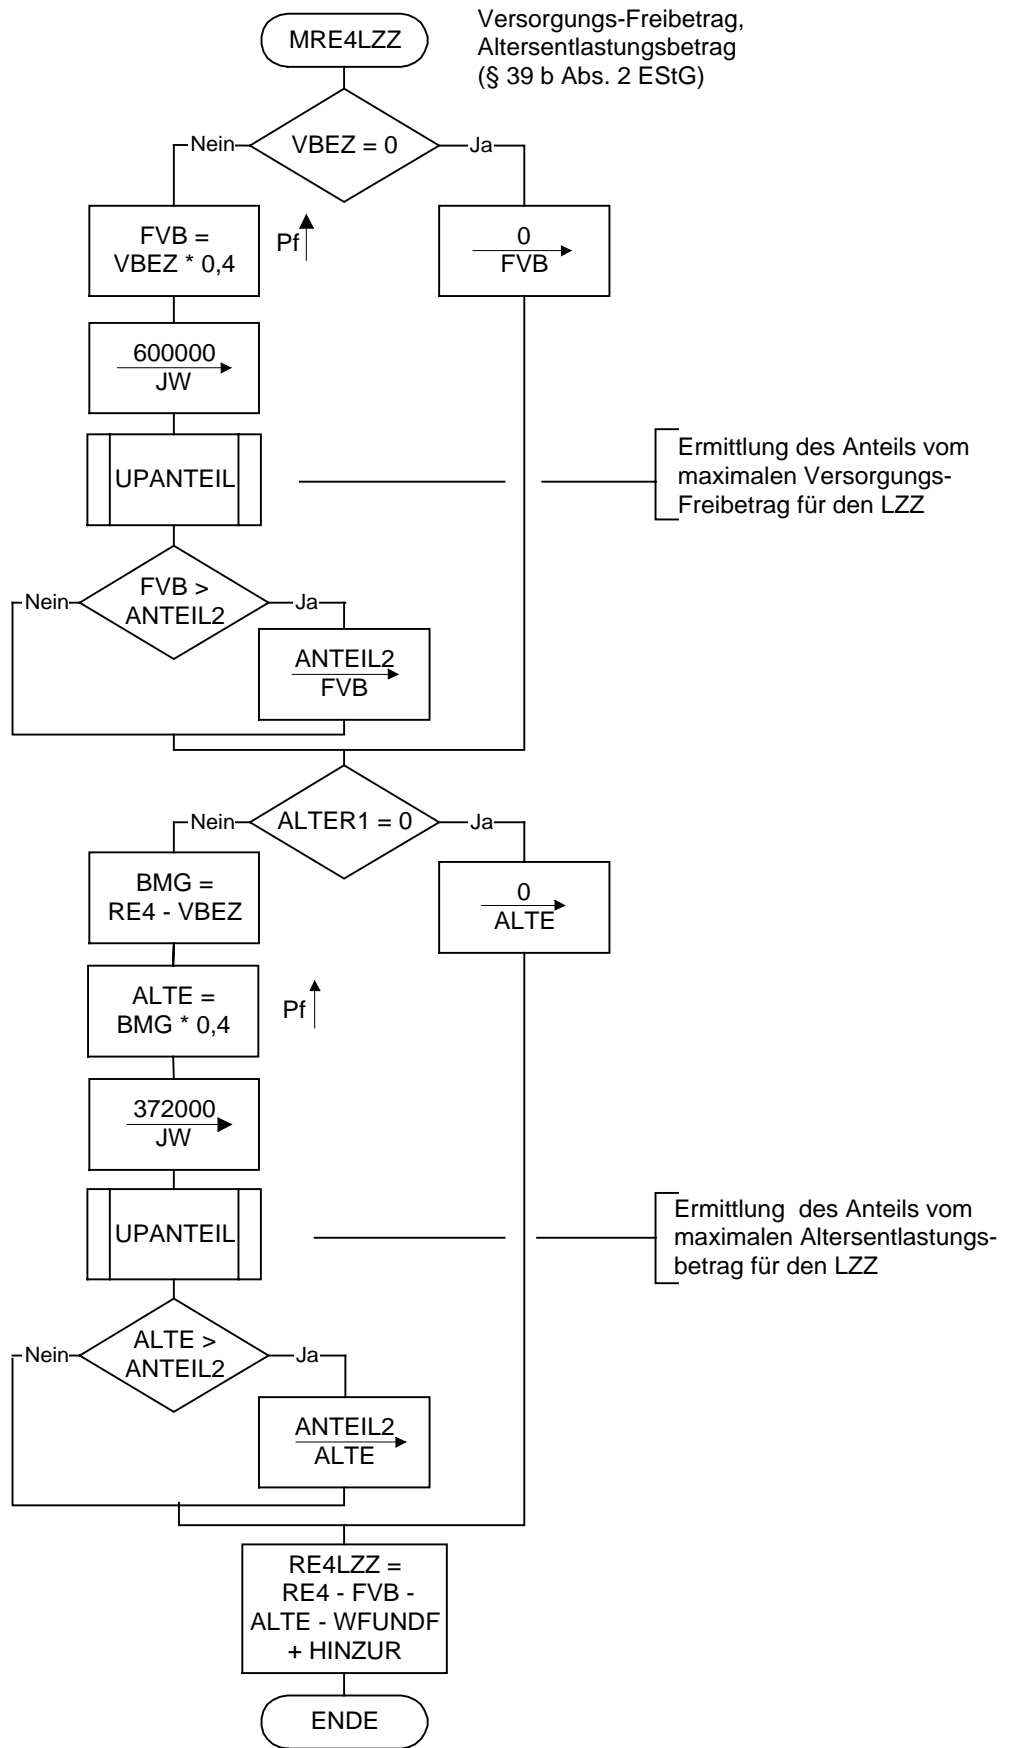 MRE4LZZ
Versorgungs-Freibetrag,
Altersentlastungsbetrag
(§ 39 b Abs. 2 EStG)
Nein
VBEZ = 0
Ja
FVB =
VBEZ * 0,4
Pf
0
FVB
600000
JW
UPANTEIL
Ermittlung des Anteils vom
maximalen Versorgungs-
Freibetrag für den LZZ
Nein
FVB >
ANTEIL2
Ja
ANTEIL2
FVB
Nein
ALTER1 = 0
Ja
BMG =
RE4 - VBEZ
0
ALTE
ALTE =
BMG * 0,4
Pf
372000
JW
UPANTEIL
Ermittlung des Anteils vom
maximalen Altersentlastungs-
betrag für den LZZ
Nein
ALTE >
ANTEIL2
Ja
ANTEIL2
ALTE
RE4LZZ =
RE4 - FVB -
ALTE - WFUNDF
+ HINZUR
ENDE